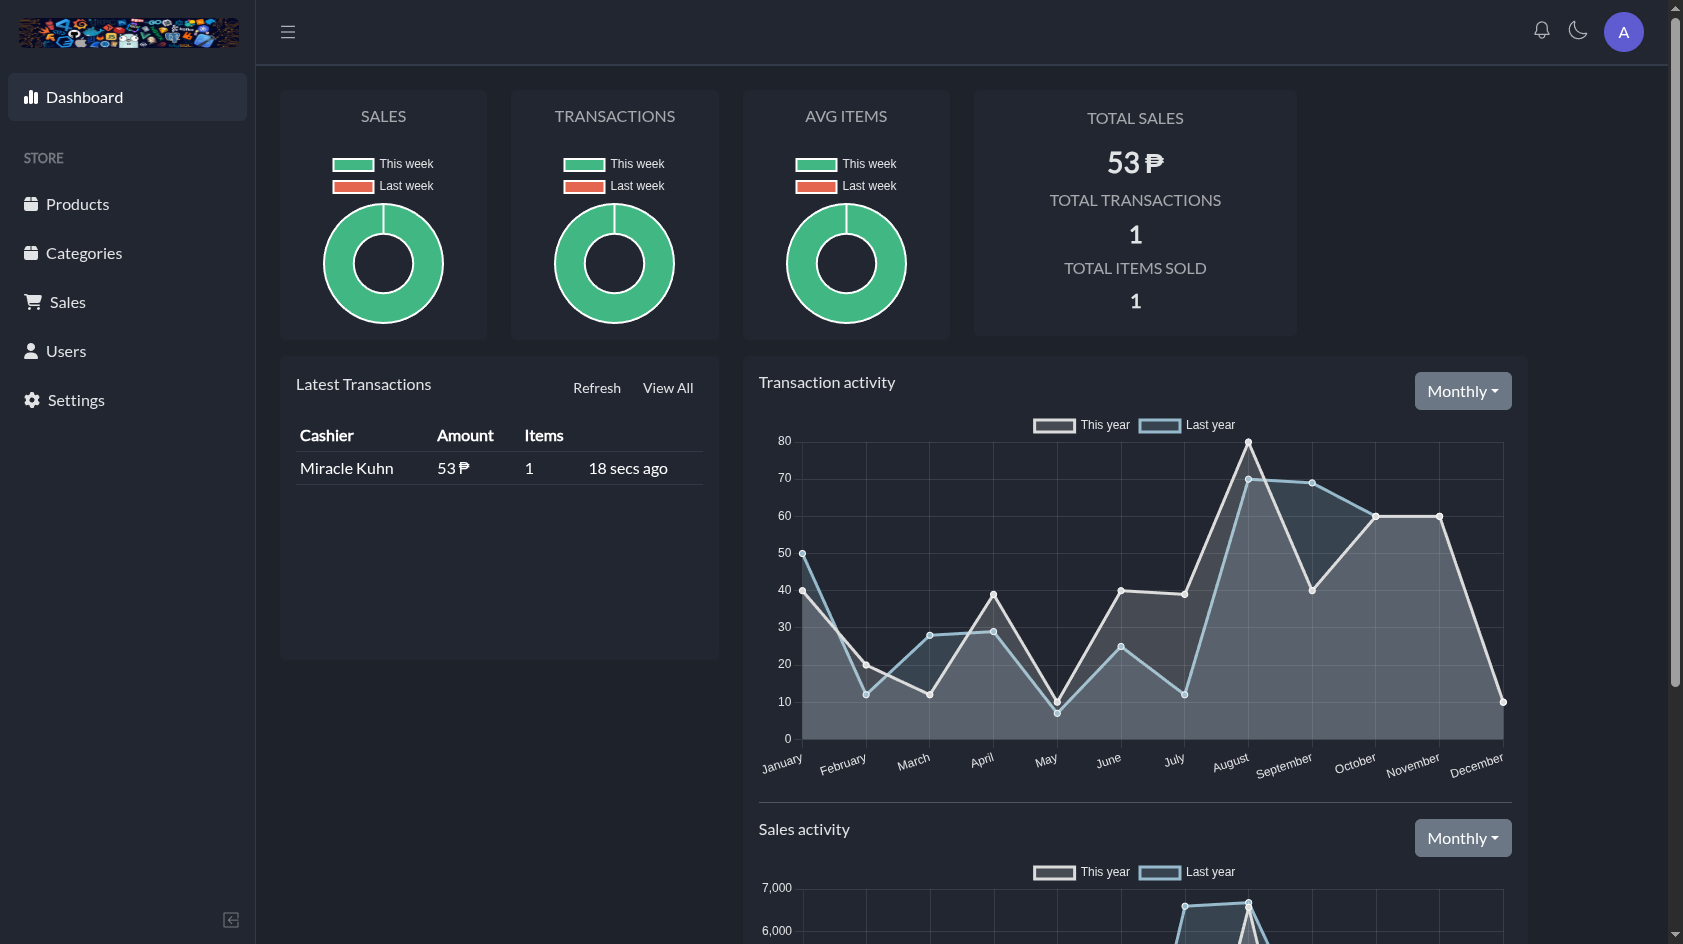 A
Dashboard
STORE
Products
Categories
Sales
Users
Settings
SALES
This week
Last week
TRANSACTIONS
This week
Last week
AVG ITEMS
This week
Last week
TOTAL SALES
53 ₱
TOTAL TRANSACTIONS
1
TOTAL ITEMS SOLD
1
Latest Transactions
Refresh View All
Cashier Amount Items
Miracle Kuhn 53 ₱ 1 18 secs ago
Transaction activity
Monthly
This year Last year
80
70
60
50
40
30
20
10
0
January February March April May June July August September October November December
Sales activity
Monthly
This year Last year
7,000
6,000